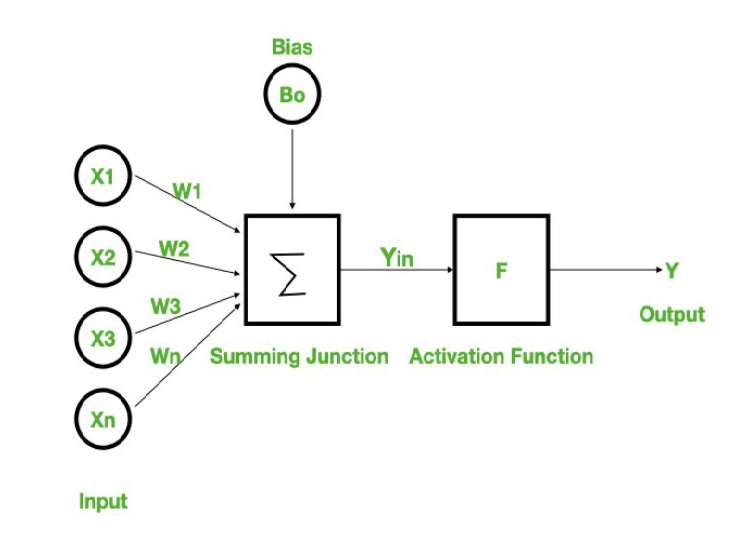 Bias
Bo
X1
W1
X2
W2
X3
W3
Xn
Wn
∑
Yin
F
Y
Output
Summing Junction
Activation Function
Input